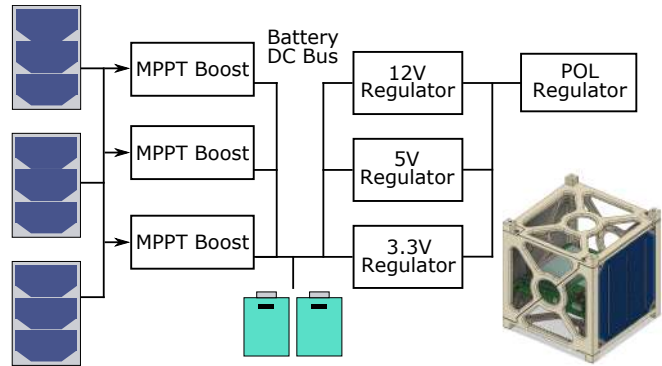 Battery
DC Bus
MPPT Boost
MPPT Boost
MPPT Boost
12V
Regulator
5V
Regulator
3.3V
Regulator
POL
Regulator